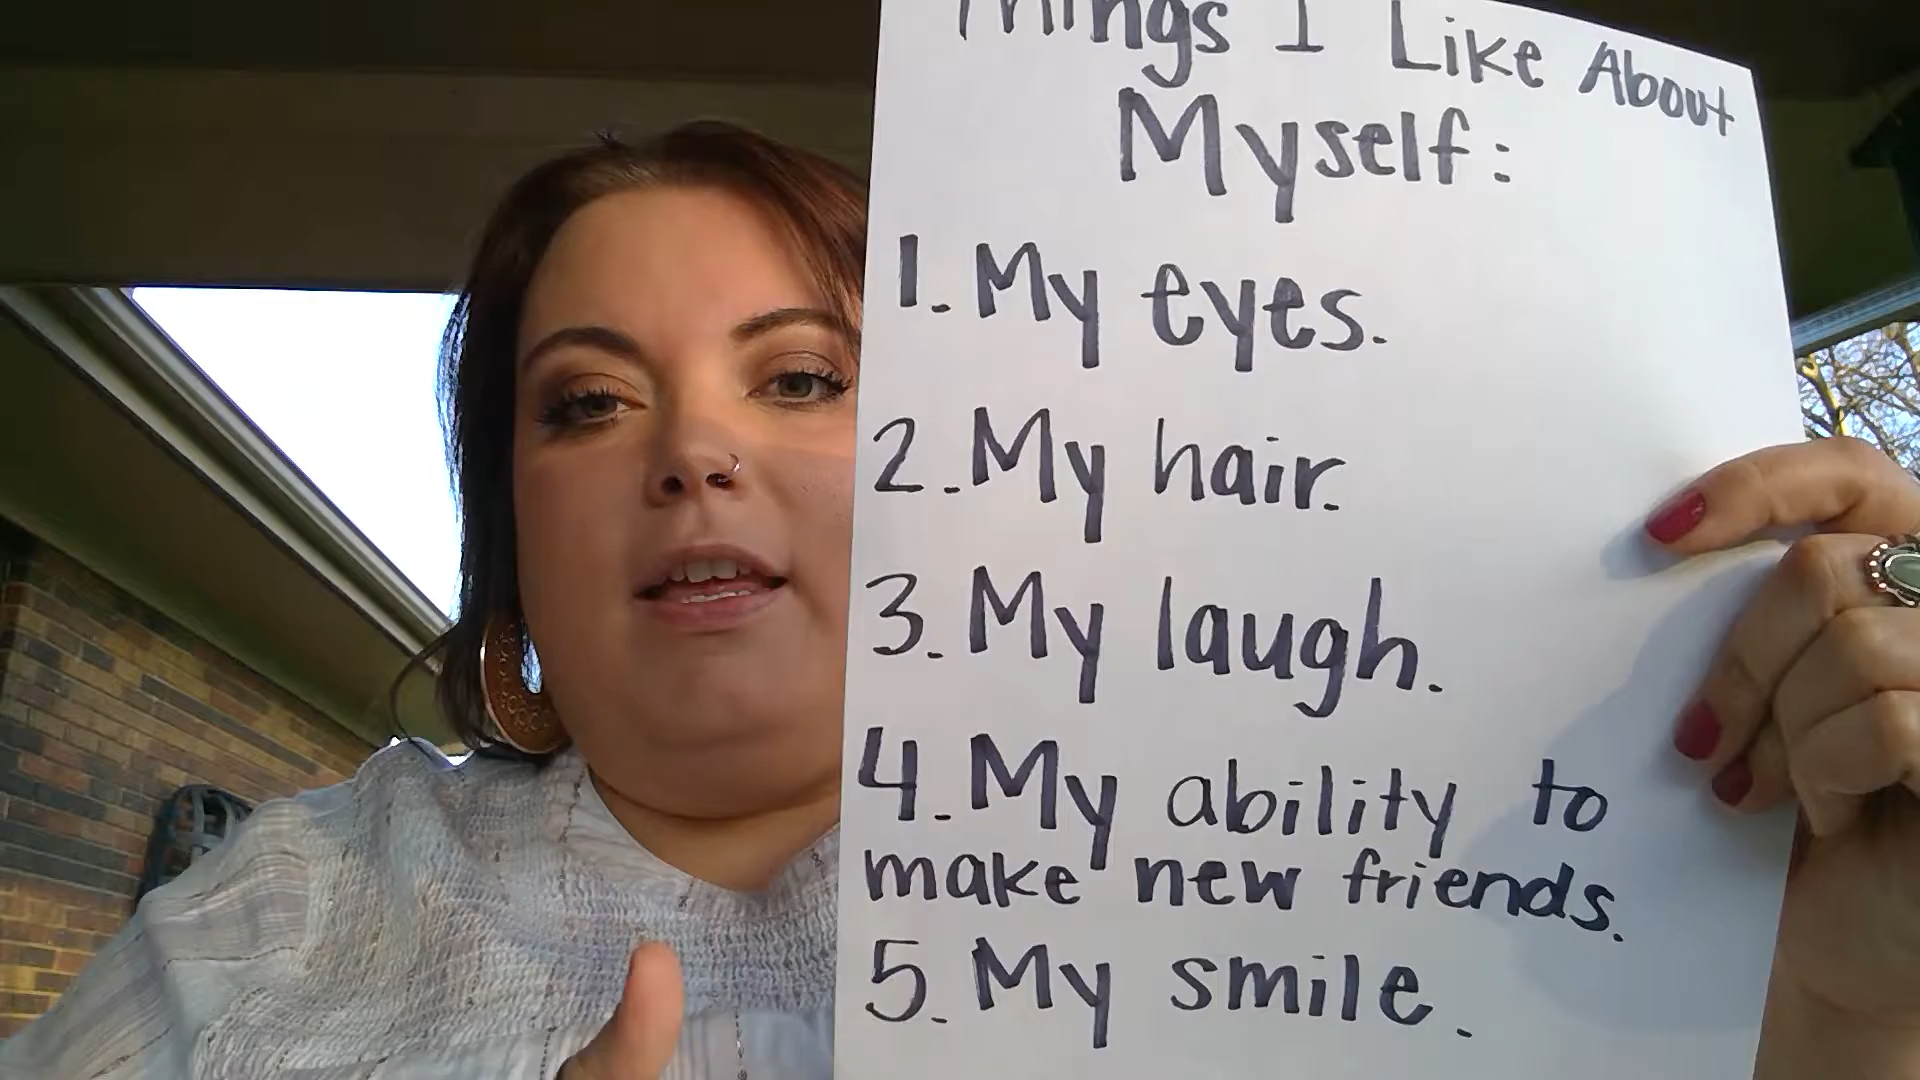 Things I Like About
Myself:
1. My eyes.
2. My hair.
3. My laugh.
4. My ability to
make new friends.
5. My smile.